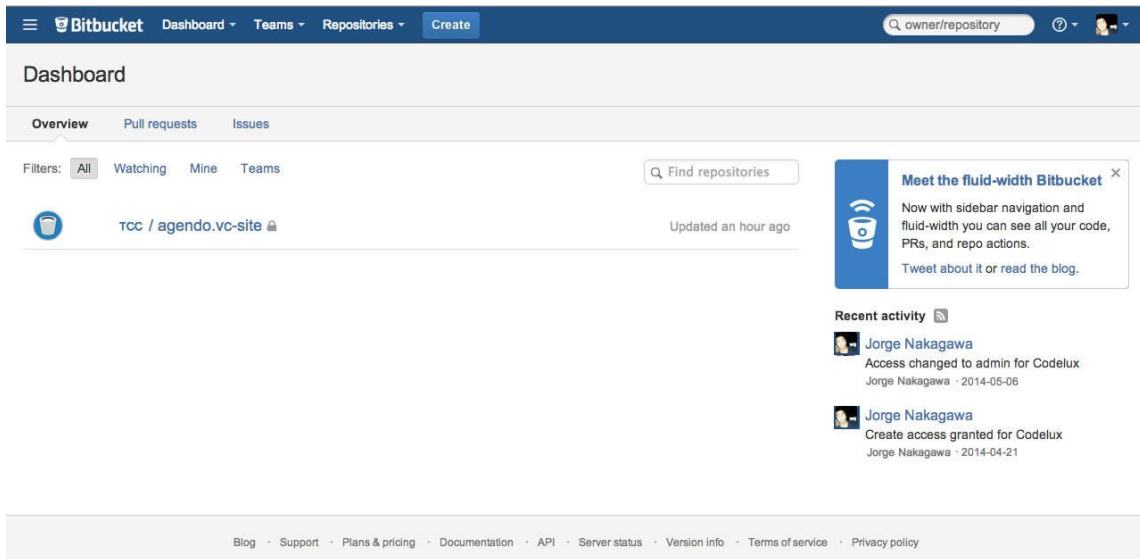 Bitbucket Dashboard Teams Repositories Create owner/repository
Dashboard
Overview Pull requests Issues
Filters: All Watching Mine Teams Find repositories
TCC / agendo.vc-site Updated an hour ago
Meet the fluid-width Bitbucket
Now with sidebar navigation and
fluid-width you can see all your code,
PRs, and repo actions.
Tweet about it or read the blog.
Recent activity
Jorge Nakagawa
Access changed to admin for Codelux
Jorge Nakagawa · 2014-05-06
Jorge Nakagawa
Create access granted for Codelux
Jorge Nakagawa · 2014-04-21
Blog · Support · Plans & pricing · Documentation · API · Server status · Version info · Terms of service · Privacy policy